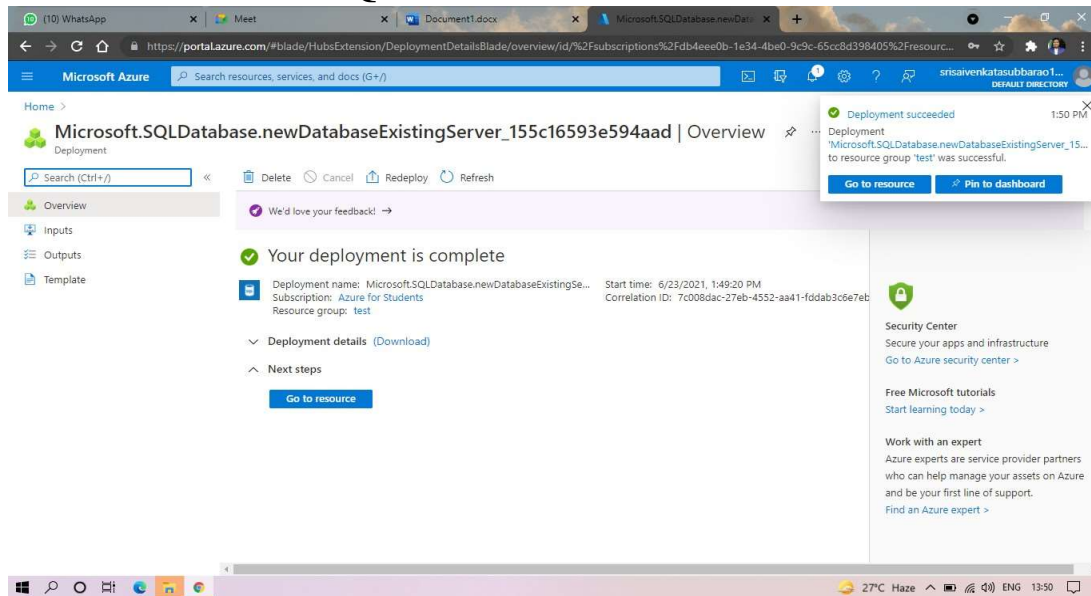 (10) WhatsApp
Meet
Document1.docx
Microsoft.SQLDatabase.newData
https://portal.azure.com/#blade/HubsExtension/DeploymentDetailsBlade/overview/id/%2Fsubscriptions%2Fdb4eee0b-1e34-4be0-9c9c-65cc8d398405%2Fresourc...
Microsoft Azure
Search resources, services, and docs (G+/)
1
srisaivenkatasubbarao1...
DEFAULT DIRECTORY
Home >
Microsoft.SQLDatabase.newDatabaseExistingServer_155c16593e594aad | Overview
Deployment
Deployment succeeded 1:50 PM
Deployment
'Microsoft.SQLDatabase.newDatabaseExistingServer_15...
to resource group 'test' was successful.
Go to resource Pin to dashboard
Search (Ctrl+/)
Overview
Inputs
Outputs
Template
Delete Cancel Redeploy Refresh
We'd love your feedback! →
Your deployment is complete
Deployment name: Microsoft.SQLDatabase.newDatabaseExistingSe...
Subscription: Azure for Students
Resource group: test
Start time: 6/23/2021, 1:49:20 PM
Correlation ID: 7c008dac-27eb-4552-aa41-fddab3c6e7eb
Deployment details (Download)
Next steps
Go to resource
Security Center
Secure your apps and infrastructure
Go to Azure security center >
Free Microsoft tutorials
Start learning today >
Work with an expert
Azure experts are service provider partners
who can help manage your assets on Azure
and be your first line of support.
Find an Azure expert >
27°C Haze ENG 13:50